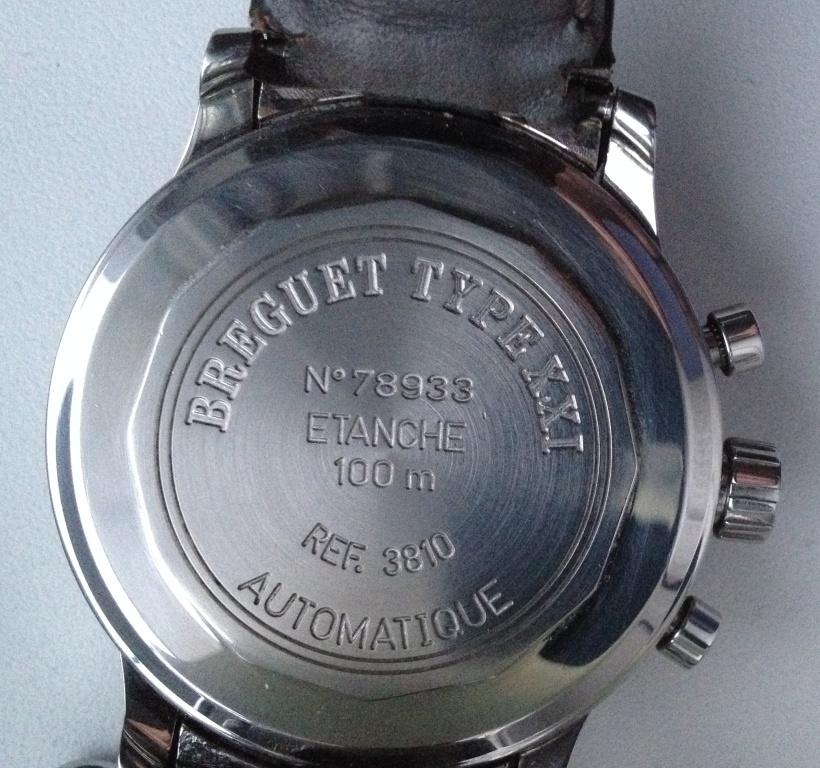 BREGUET TYPE XXI
N° 78933
ETANCHE
100 m
REF. 3810
AUTOMATIQUE